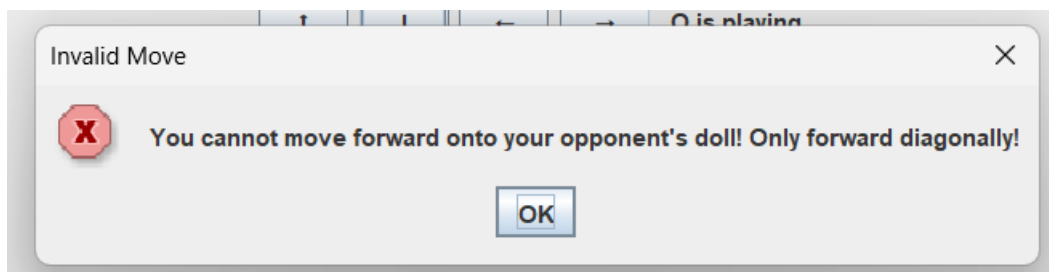 O is playing
Invalid Move
You cannot move forward onto your opponent's doll! Only forward diagonally!
OK